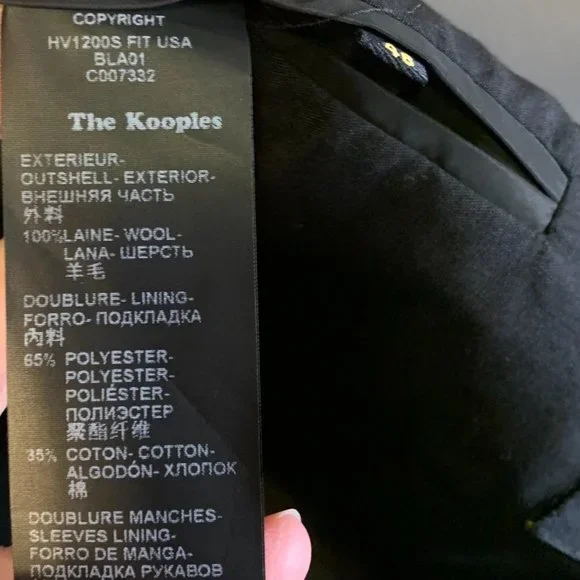 COPYRIGHT
HV1200S FIT USA
BLA01
C007332
The Kooples
EXTERIEUR-
OUTSHELL- EXTERIOR-
ВНЕШНЯЯ ЧАСТЬ
外料
100%LAINE- WOOL-
LANA- ШЕРСТЬ
羊毛
DOUBLURE- LINING-
FORRO- ПОДКЛАДКА
内料
65% POLYESTER-
POLYESTER-
POLIÉSTER-
ПОЛИЭСТЕР
聚酯纤维
35% COTON- COTTON-
ALGODÓN- ХЛОПОК
棉
DOUBLURE MANCHES-
SLEEVES LINING-
FORRO DE MANGA-
ПОДКЛАДКА РУКАВОВ